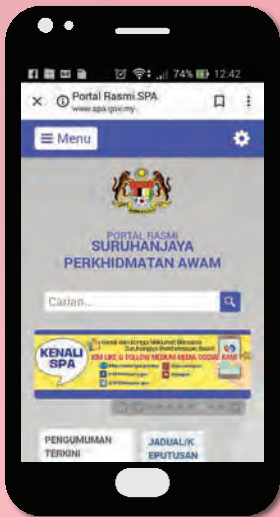 74% 12:42
Portal Rasmi SPA
www.spa.gov.my
Menu
PORTAL RASMI
SURUHANJAYA
PERKHIDMATAN AWAM
Carian...
KENALI
SPA
KLIK LIKE & FOLLOW MEDIUM MEDIA SOSIAL KAMI
PENGUMUMAN
TERKINI
JADUAL/K
EPUTUSAN